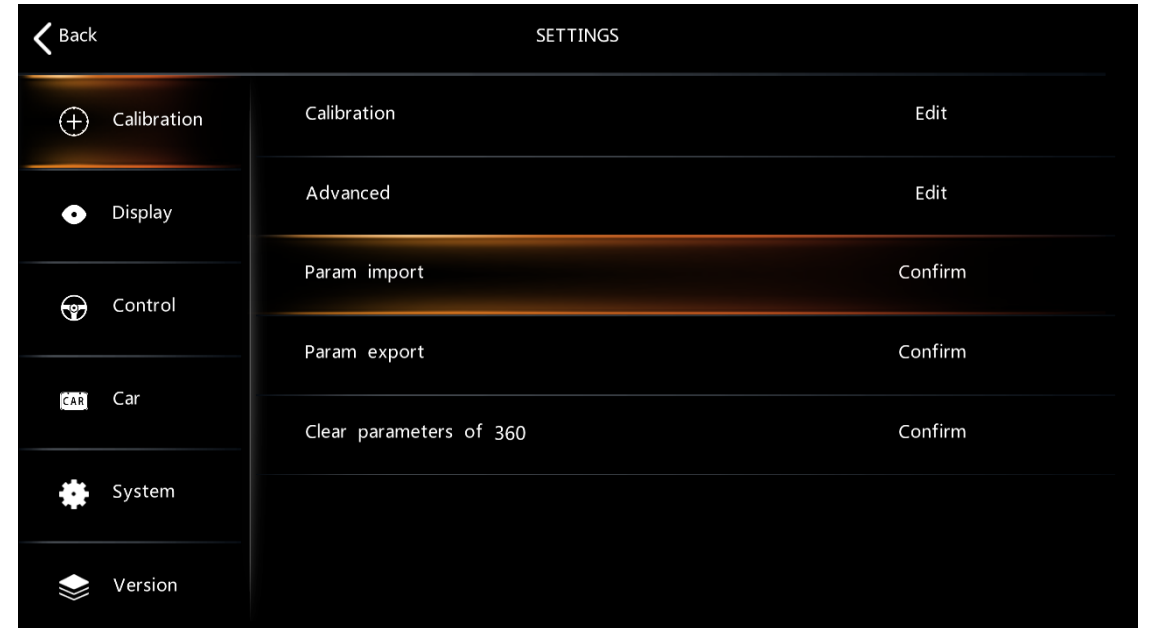 Back
SETTINGS
Calibration
Display
Control
CAR Car
System
Version
Calibration Edit
Advanced Edit
Param import Confirm
Param export Confirm
Clear parameters of 360 Confirm